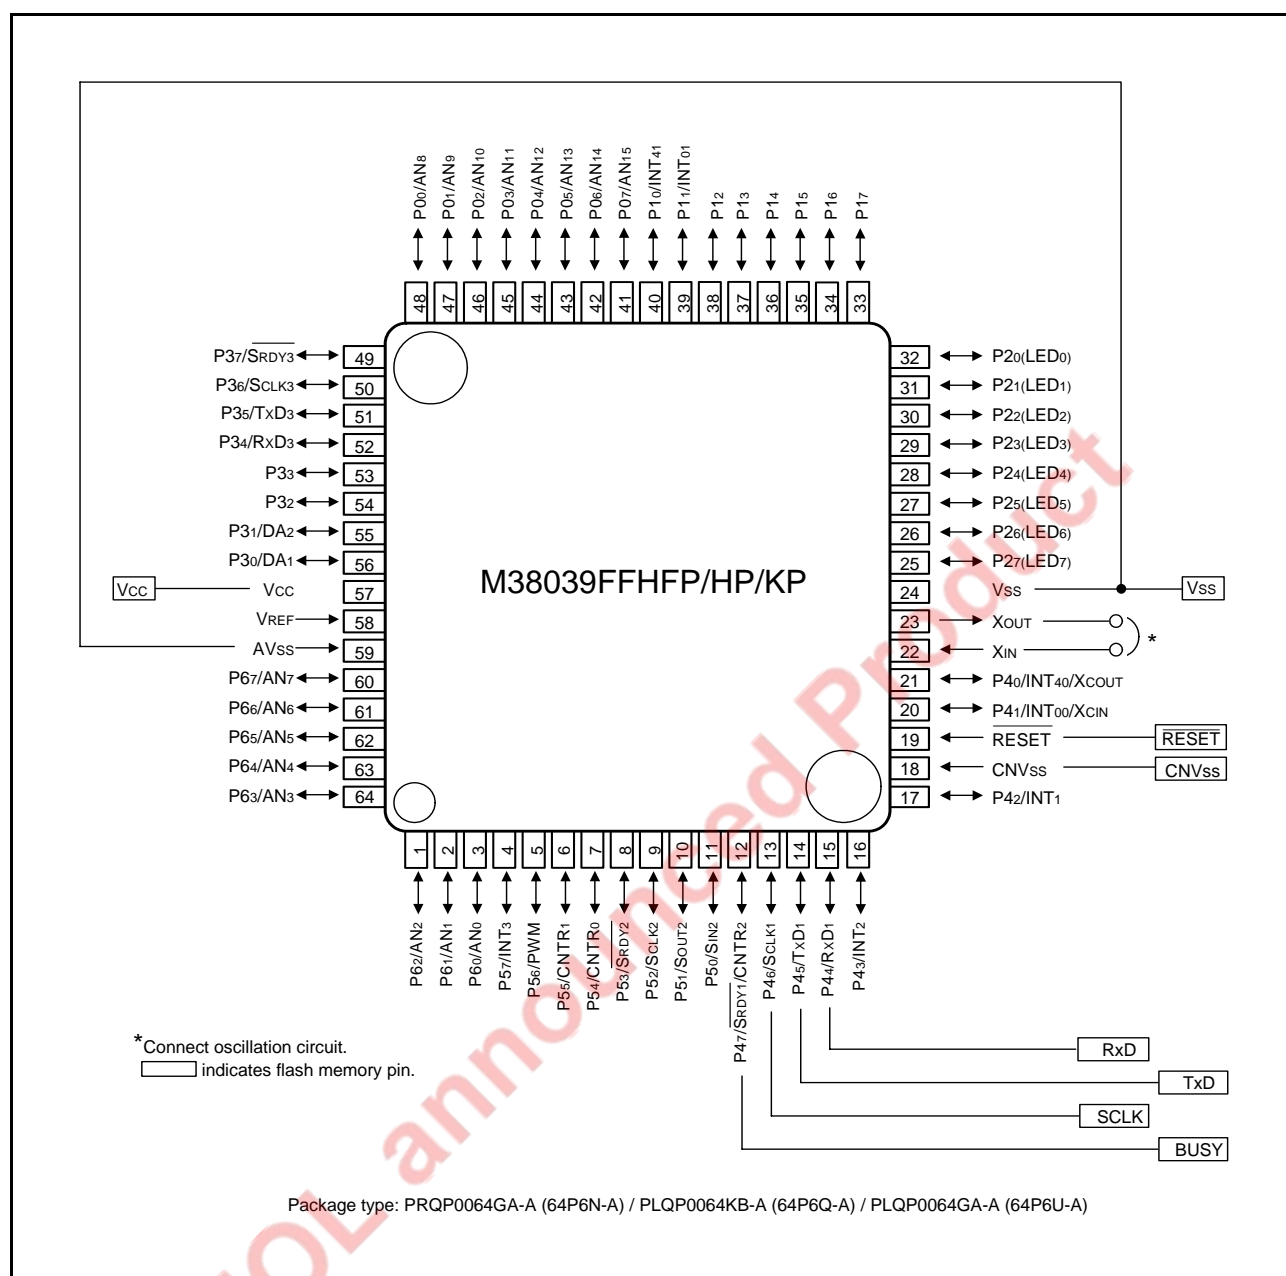 P00/AN8
P01/AN9
P02/AN10
P03/AN11
P04/AN12
P05/AN13
P06/AN14
P07/AN15
P10/INT41
P11/INT01
P12
P13
P14
P15
P16
P17
48 47 46 45 44 43 42 41 40 39 38 37 36 35 34 33
P37/SRDY3 49
P36/SCLK3 50
P35/TXD3 51
P34/RXD3 52
P33 53
P32 54
P31/DA2 55
P30/DA1 56
VCC VCC 57
VREF 58
AVSS 59
P67/AN7 60
P66/AN6 61
P65/AN5 62
P64/AN4 63
P63/AN3 64
M38039FFHFP/HP/KP
32 P20(LED0)
31 P21(LED1)
30 P22(LED2)
29 P23(LED3)
28 P24(LED4)
27 P25(LED5)
26 P26(LED6)
25 P27(LED7)
24 VSS VSS
23 XOUT
*
22 XIN
21 P40/INT40/XCOUT
20 P41/INT00/XCIN
19 RESET RESET
18 CNVSS CNVSS
17 P42/INT1
1 2 3 4 5 6 7 8 9 10 11 12 13 14 15 16
P62/AN2
P61/AN1
P60/AN0
P57/INT3
P56/PWM
P55/CNTR1
P54/CNTR0
P53/SRDY2
P52/SCLK2
P51/SOUT2
P50/SIN2
P47/SRDY1/CNTR2
P46/SCLK1
P45/TXD1
P44/RXD1
P43/INT2
RxD
TxD
SCLK
BUSY
*Connect oscillation circuit.
indicates flash memory pin.
Package type: PRQP0064GA-A (64P6N-A) / PLQP0064KB-A (64P6Q-A) / PLQP0064GA-A (64P6U-A)
OL announced Product